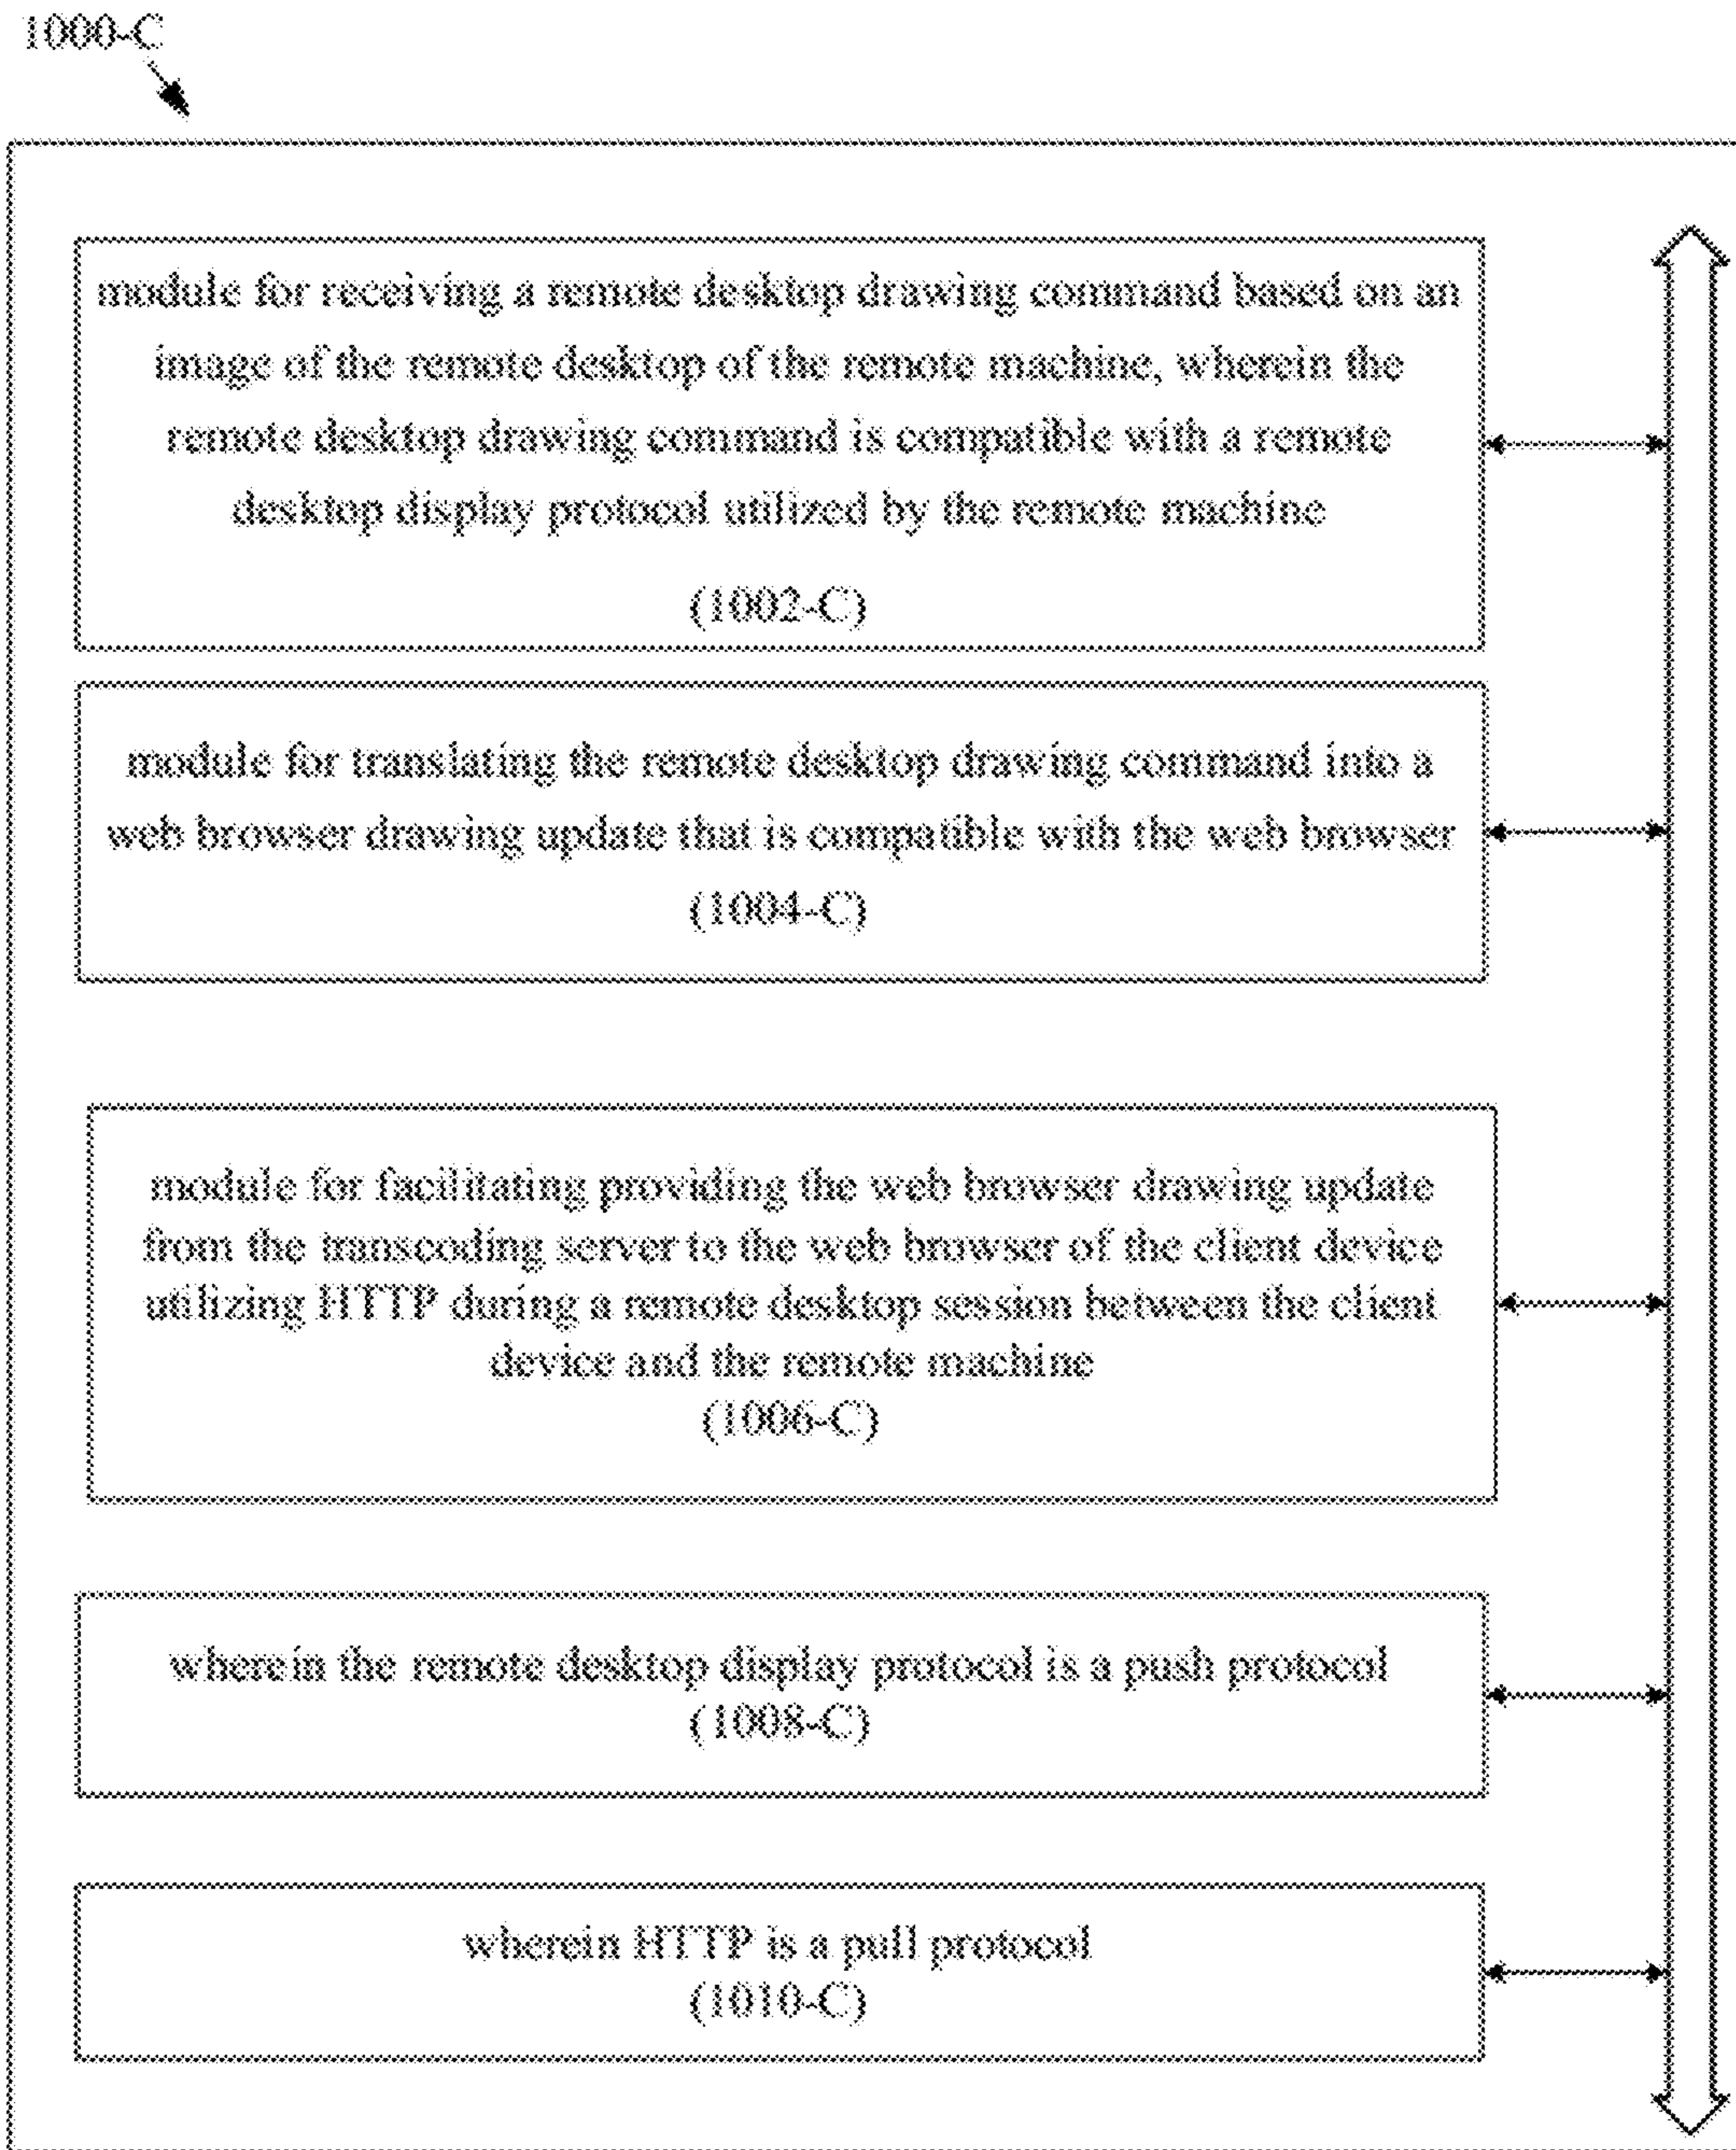 1000-C
module for receiving a remote desktop drawing command based on an
image of the remote desktop of the remote machine, wherein the
remote desktop drawing command is compatible with a remote
desktop display protocol utilized by the remote machine
(1002-C)
module for translating the remote desktop drawing command into a
web browser drawing update that is compatible with the web browser
(1004-C)
module for facilitating providing the web browser drawing update
from the transcoding server to the web browser of the client device
utilizing HTTP during a remote desktop session between the client
device and the remote machine
(1006-C)
wherein the remote desktop display protocol is a push protocol
(1008-C)
wherein HTTP is a pull protocol
(1010-C)